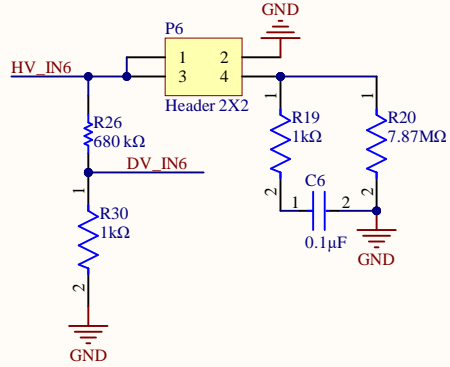 P6
GND
HV_IN6
1 2
3 4
Header 2X2
R26
680 kΩ
DV_IN6
1
R30
1kΩ
2
GND
1
R19
1kΩ
2
1
R20
7.87MΩ
2
C6
1 2
0.1µF
GND